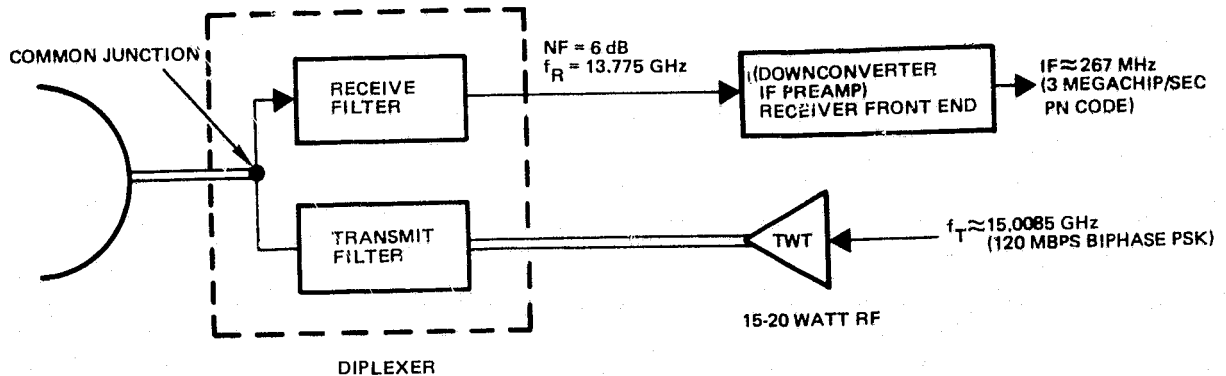 COMMON JUNCTION
RECEIVE
FILTER
NF = 6 dB
f_R = 13.775 GHz
(DOWNCONVERTER
IF PREAMP)
RECEIVER FRONT END
IF≈267 MHz
(3 MEGACHIP/SEC
PN CODE)
TRANSMIT
FILTER
TWT
f_T≈15.0085 GHz
(120 MBPS BIPHASE PSK)
15-20 WATT RF
DIPLEXER